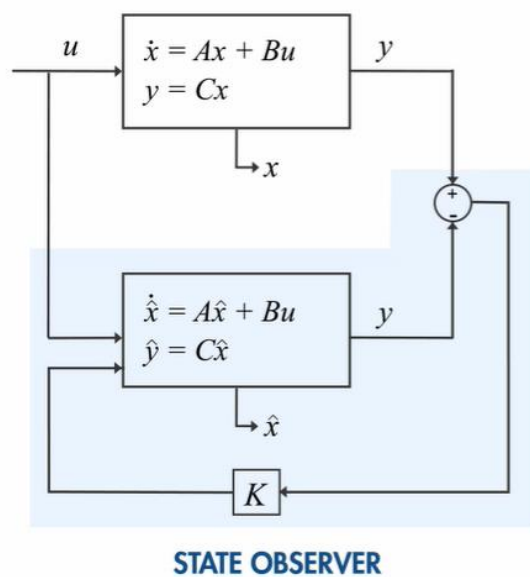 u
ẋ = Ax + Bu
y = Cx
y
x
+
-
x̂̇ = Ax̂ + Bu
ŷ = Cx̂
y
x̂
K
STATE OBSERVER